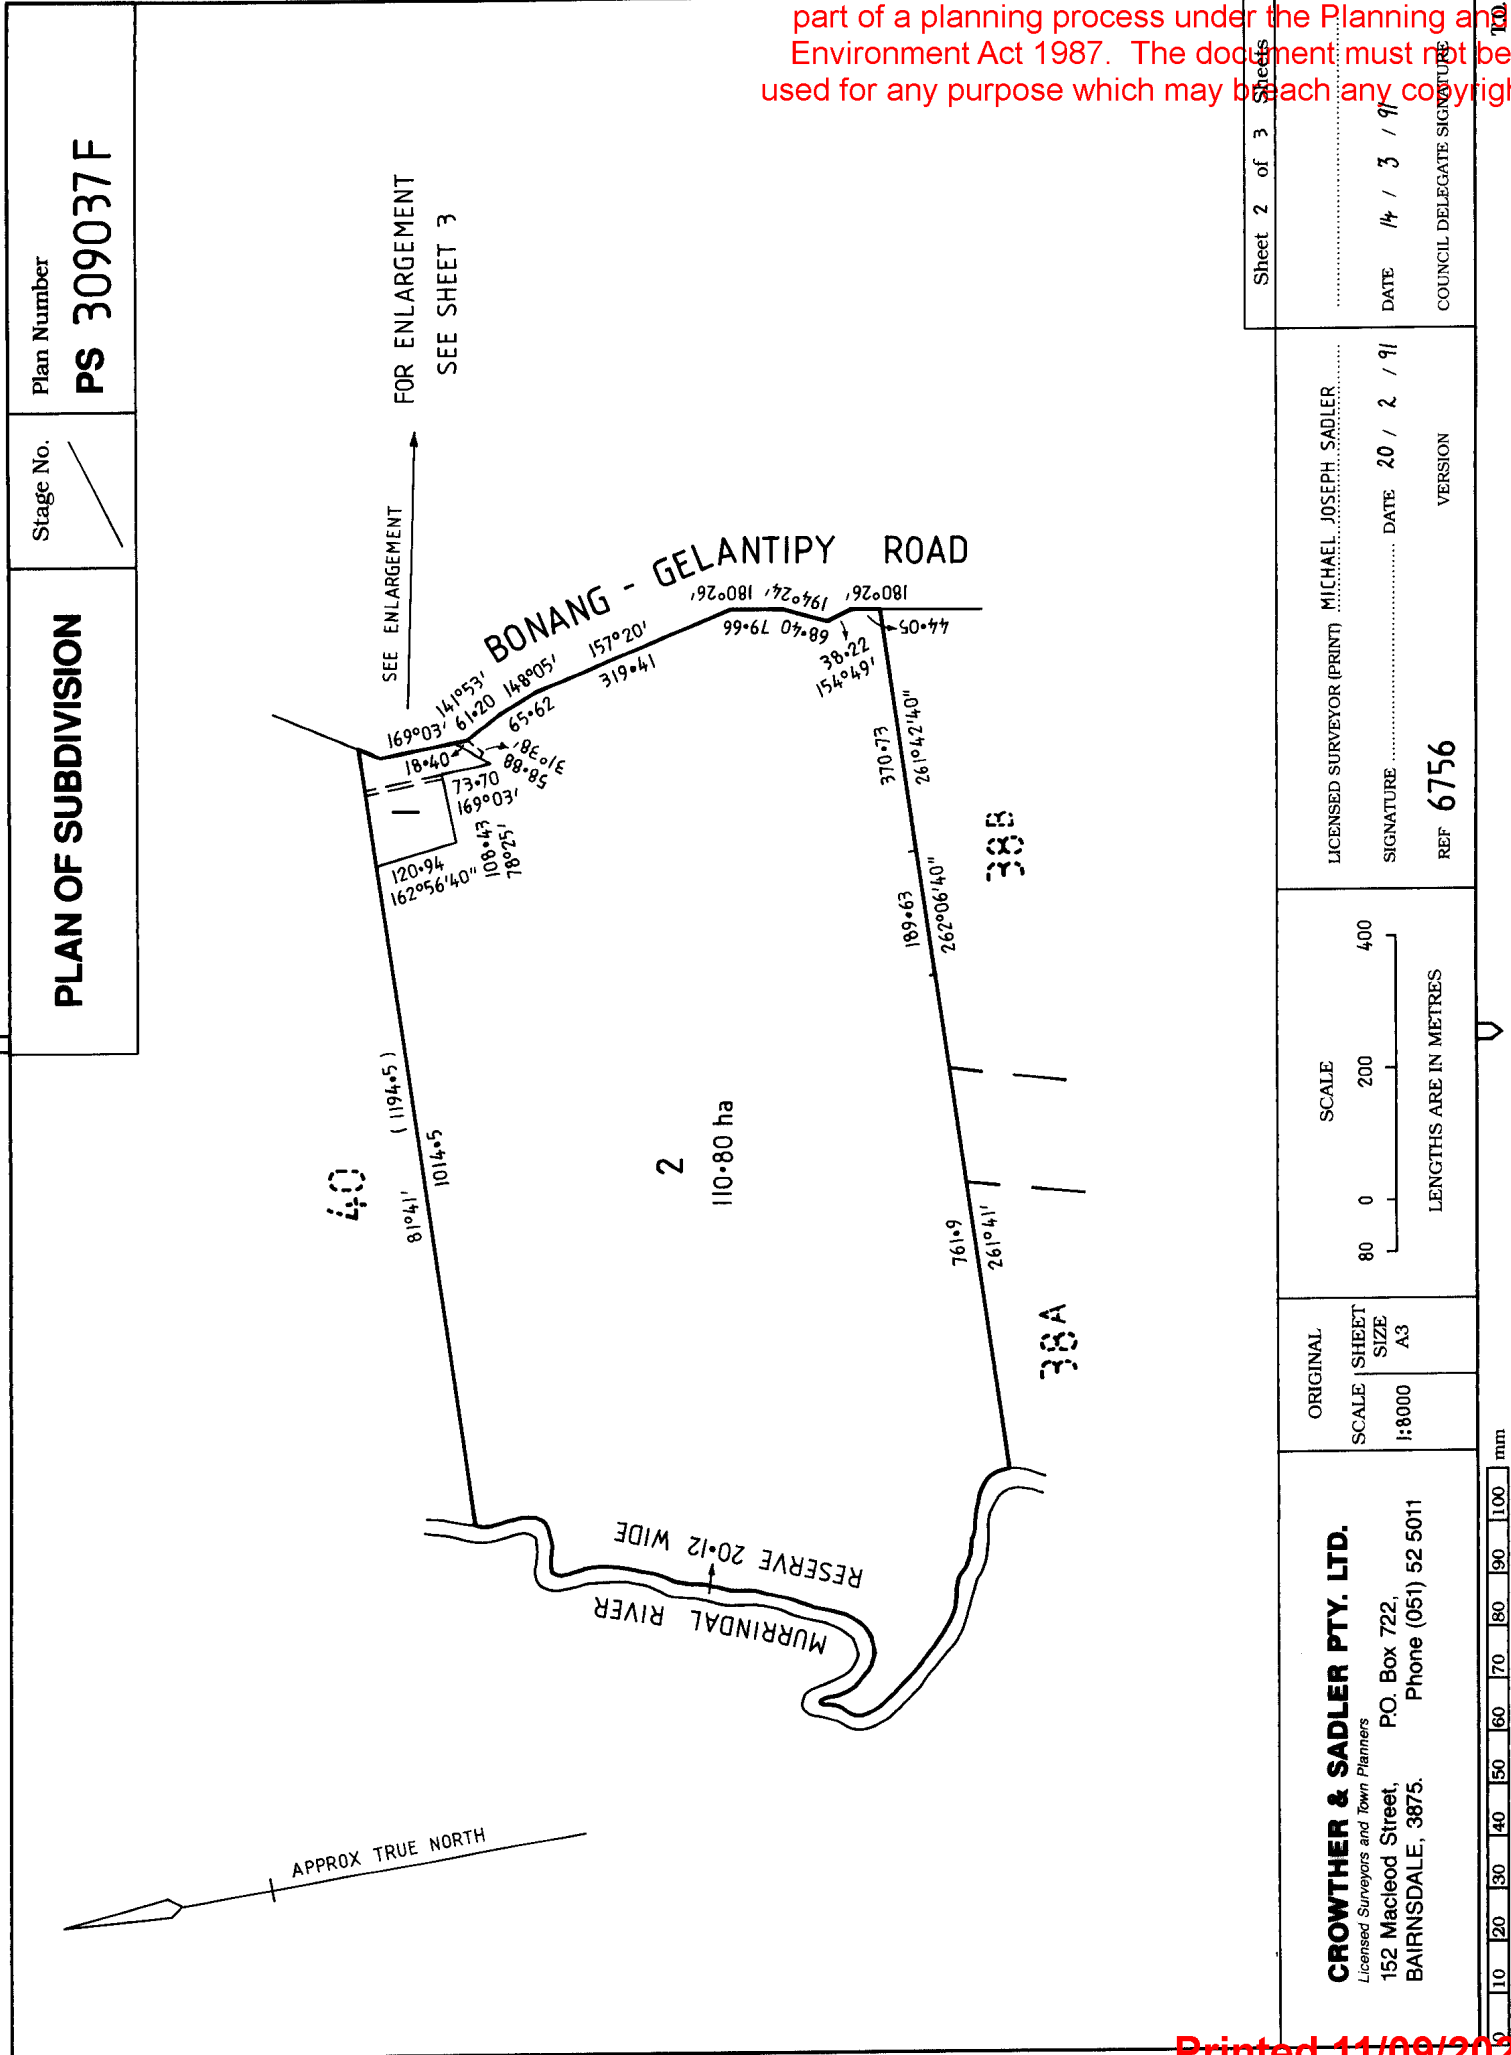 part of a planning process under the Planning and
Environment Act 1987. The document must not be
used for any purpose which may breach any
PLAN OF SUBDIVISION
Stage No.
Plan Number
PS 309037F
FOR ENLARGEMENT
SEE SHEET 3
SEE ENLARGEMENT
BONANG - GELANTIPY ROAD
169°03'
18•40
141°53'
61•20
148°05'
65•62
157°20'
319•41
180°26'
79•66
194°24'
68•40
38•22
154°49'
180°26'
44•05
58•88
31°38'
73•70
169°03'
108•43
78°25'
120•94
162°56'40"
1
40
(1194•5)
81°41'
1014•5
2
110•80 ha
370•73
261°42'40"
189•63
262°06'40"
38B
761•9
261°41'
38A
RESERVE 20•12 WIDE
MURRINDAL RIVER
APPROX TRUE NORTH
CROWTHER & SADLER PTY. LTD.
Licensed Surveyors and Town Planners
152 Macleod Street, P.O. Box 722,
BAIRNSDALE, 3875. Phone (051) 52 5011
ORIGINAL
SCALE
SHEET SIZE
1:8000
A3
SCALE
80 0 200 400
LENGTHS ARE IN METRES
LICENSED SURVEYOR (PRINT) MICHAEL JOSEPH SADLER
SIGNATURE DATE 20 / 2 / 91
REF 6756
VERSION
Sheet 2 of 3 Sheets
DATE 14 / 3 / 91
COUNCIL DELEGATE SIGNATURE
T.O.
0 10 20 30 40 50 60 70 80 90 100 mm
Printed